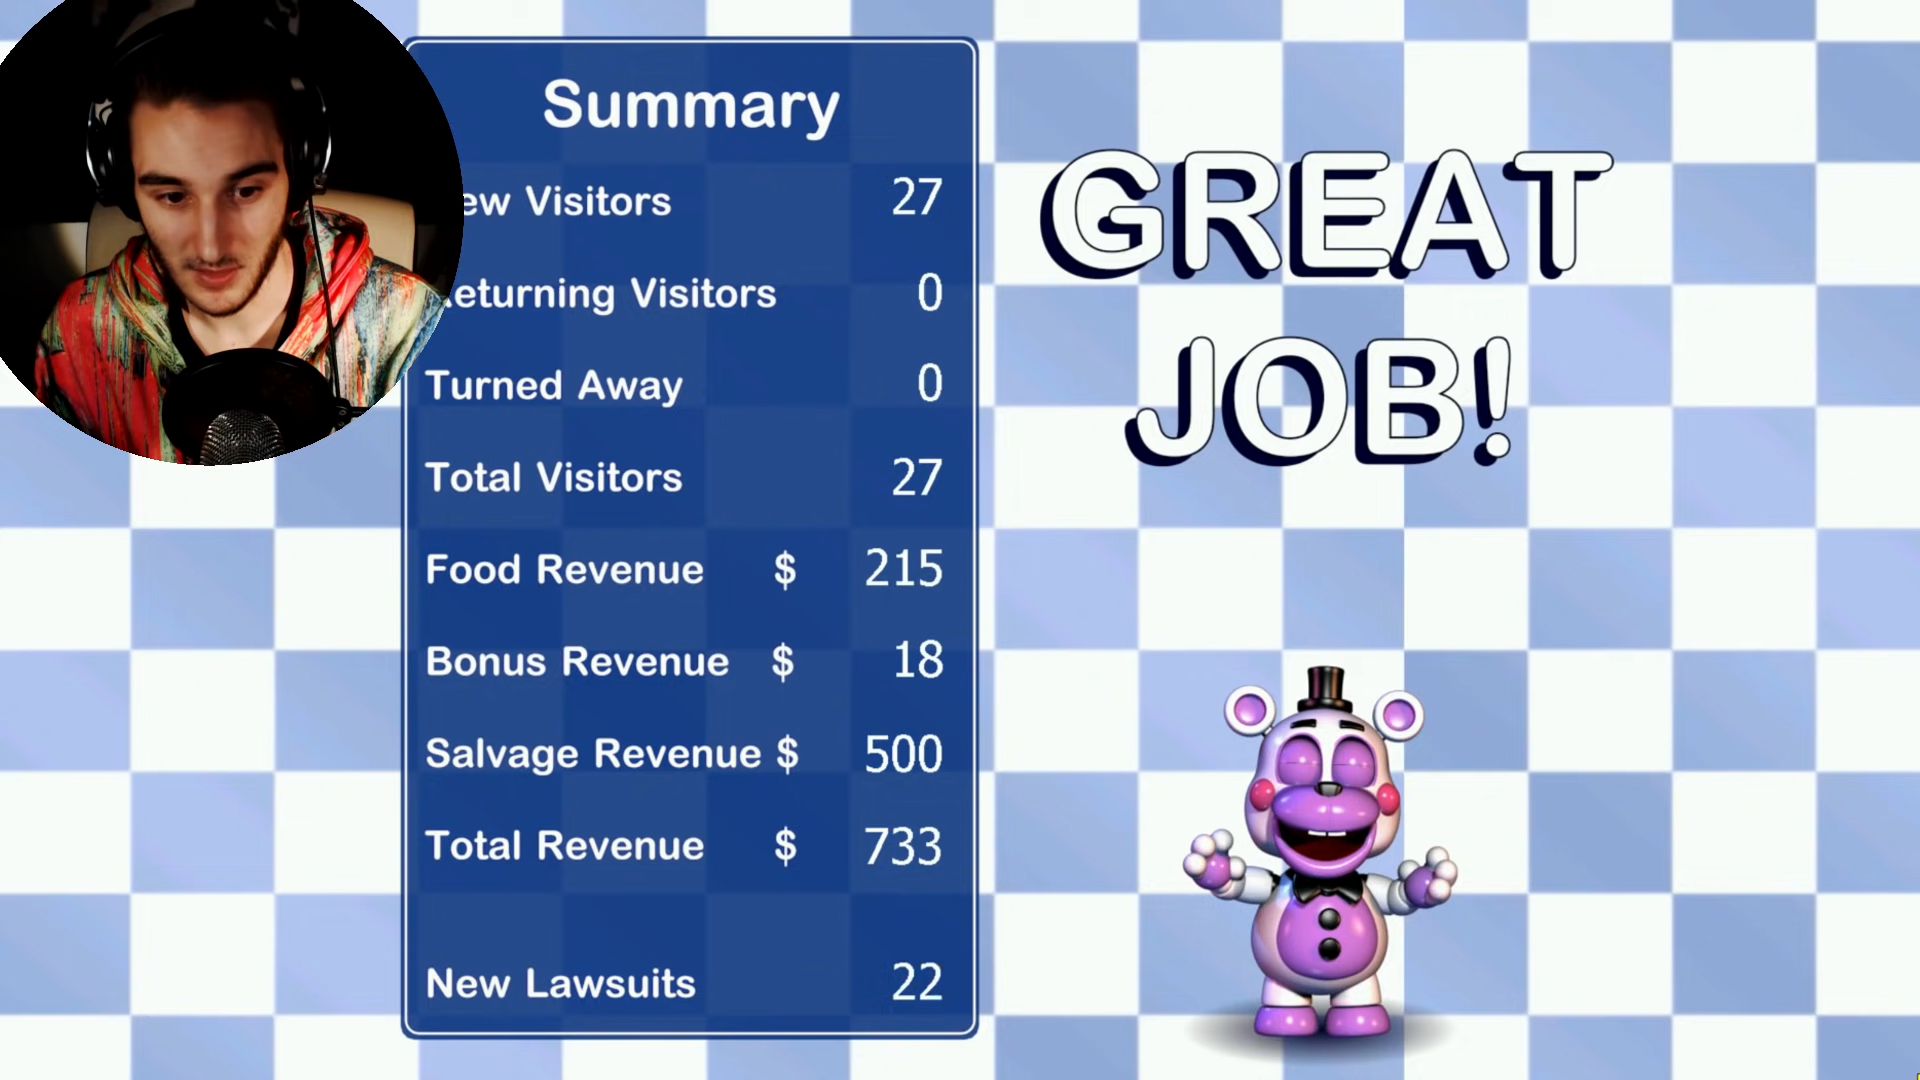 Summary
ew Visitors 27
eturning Visitors 0
Turned Away 0
Total Visitors 27
Food Revenue $ 215
Bonus Revenue $ 18
Salvage Revenue $ 500
Total Revenue $ 733
New Lawsuits 22
GREAT
JOB!